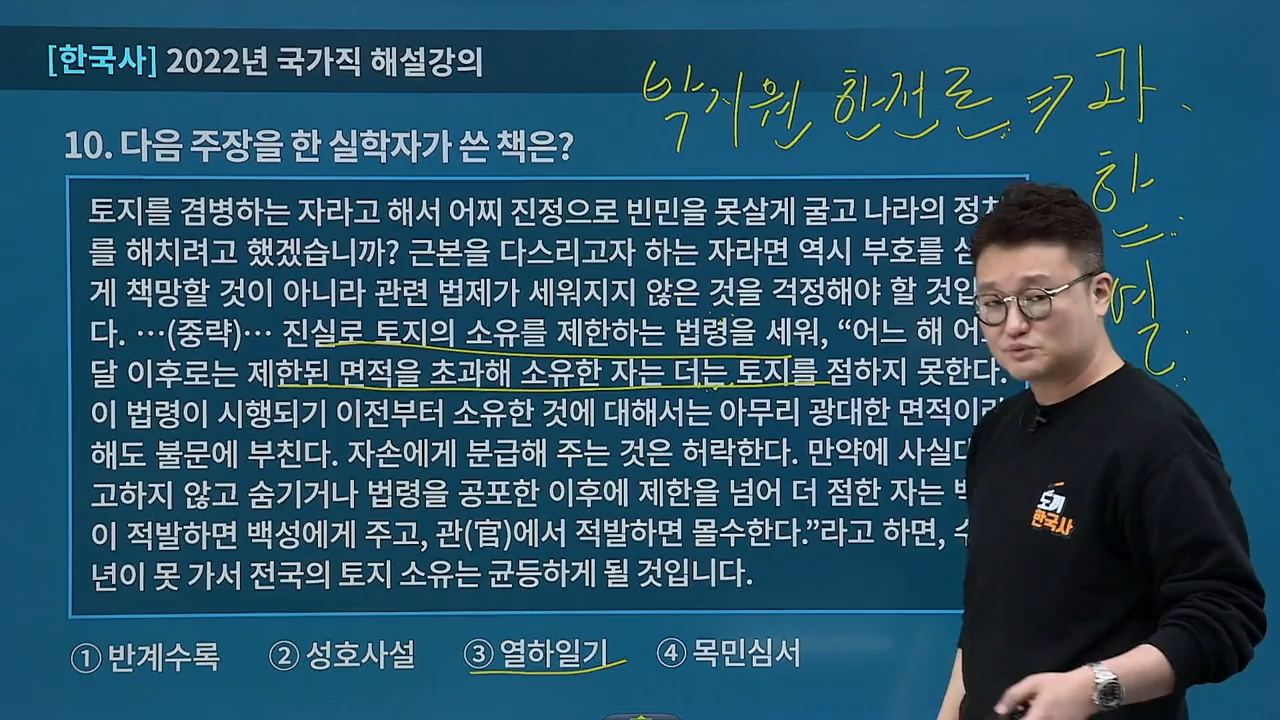 [한국사] 2022년 국가직 해설강의
박지원 한전론 ⇒ 과
한
열
10. 다음 주장을 한 실학자가 쓴 책은?
토지를 겸병하는 자라고 해서 어찌 진정으로 빈민을 못살게 굴고 나라의 정치
를 해치려고 했겠습니까? 근본을 다스리고자 하는 자라면 역시 부호를 심
게 책망할 것이 아니라 관련 법제가 세워지지 않은 것을 걱정해야 할 것입
다. …(중략)… 진실로 토지의 소유를 제한하는 법령을 세워, “어느 해 어
달 이후로는 제한된 면적을 초과해 소유한 자는 더는 토지를 점하지 못한다.
이 법령이 시행되기 이전부터 소유한 것에 대해서는 아무리 광대한 면적이라
해도 불문에 부친다. 자손에게 분급해 주는 것은 허락한다. 만약에 사실대
고하지 않고 숨기거나 법령을 공포한 이후에 제한을 넘어 더 점한 자는 백
이 적발하면 백성에게 주고, 관(官)에서 적발하면 몰수한다.”라고 하면, 수
년이 못 가서 전국의 토지 소유는 균등하게 될 것입니다.
① 반계수록 ② 성호사설 ③ 열하일기 ④ 목민심서
한국사